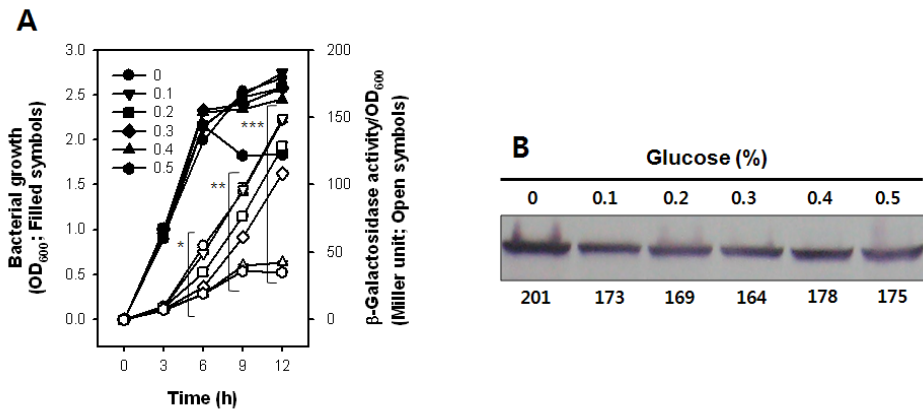 A
3.0
2.5
2.0
1.5
1.0
0.5
0.0
Bacterial growth
(OD600; Filled symbols)
0
0.1
0.2
0.3
0.4
0.5
***
**
*
200
150
100
50
0
β-Galactosidase activity/OD600
(Miller unit; Open symbols)
0 3 6 9 12
Time (h)
B
Glucose (%)
0 0.1 0.2 0.3 0.4 0.5
201 173 169 164 178 175